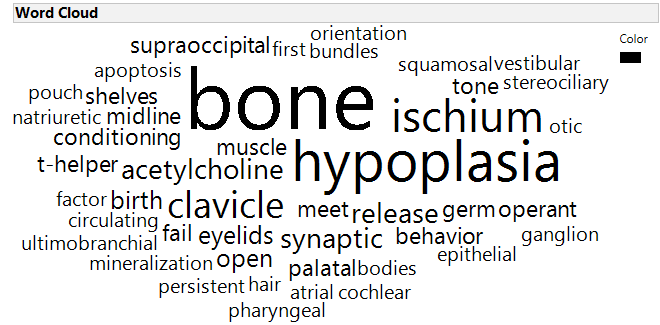 Word Cloud
Color
orientation
supraoccipital first bundles
squamosal vestibular
apoptosis
tone stereociliary
pouch shelves
bone
ischium
natriuretic midline
otic
conditioning
muscle
hypoplasia
t-helper acetylcholine
factor birth clavicle
meet release germ operant
circulating
fail eyelids synaptic behavior ganglion
ultimobranchial
epithelial
mineralization open
palatal bodies
persistent hair
atrial cochlear
pharyngeal